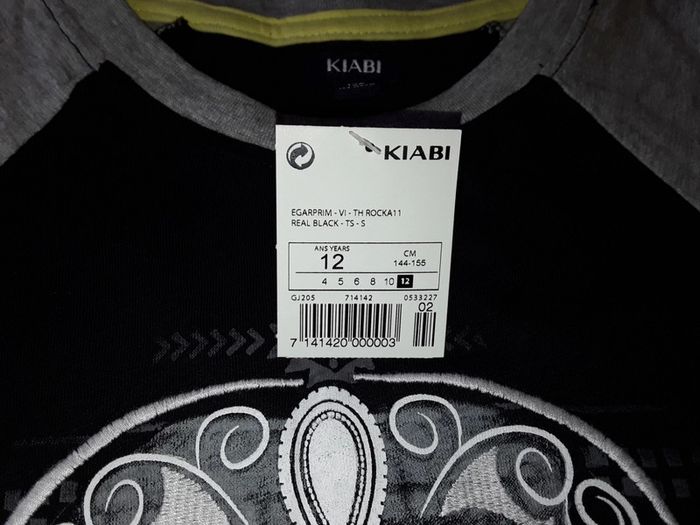 KIABI
KIABI
EGARPRIM - VI - TH ROCKA11
REAL BLACK - TS - S
ANS YEARS
12
CM
144-155
4 5 6 8 10 12
GJ205 714142 0533227
02
7 141420 000003